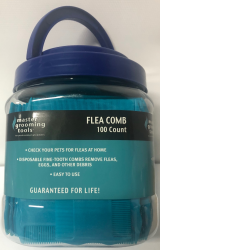 master
grooming
tools
FLEA COMB
100 Count
• CHECK YOUR PETS FOR FLEAS AT HOME
• DISPOSABLE FINE-TOOTH COMBS REMOVE FLEAS,
EGGS, AND OTHER DEBRIS
• EASY TO USE
GUARANTEED FOR LIFE!